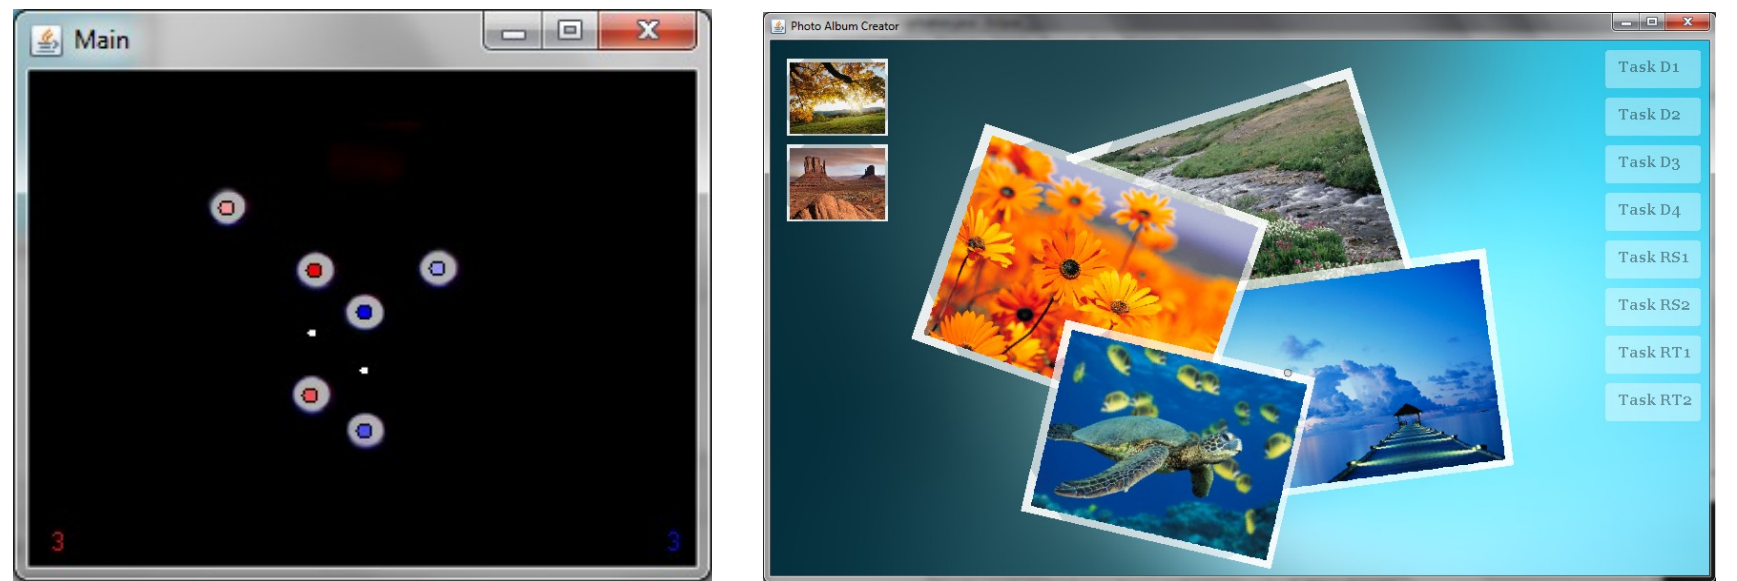 Main
3
3
Photo Album Creator
Task D1
Task D2
Task D3
Task D4
Task RS1
Task RS2
Task RT1
Task RT2